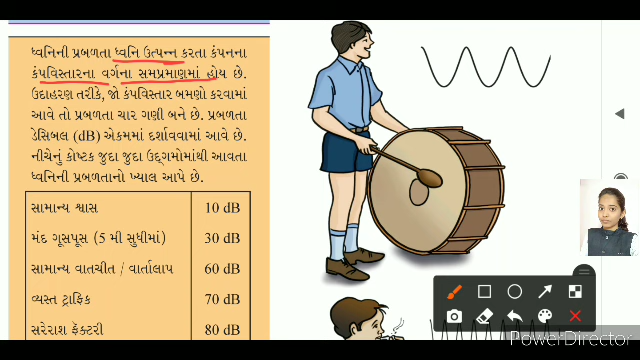 ધ્વનિની પ્રબળતા ધ્વનિ ઉત્પન્ન કરતા કંપનના
કંપવિસ્તારના વર્ગના સમપ્રમાણમાં હોય છે.
ઉદાહરણ તરીકે, જો કંપવિસ્તાર બમણો કરવામાં
આવે તો પ્રબળતા ચાર ગણી બને છે. પ્રબળતા
ડેસિબલ (dB) એકમમાં દર્શાવવામાં આવે છે.
નીચેનું કોષ્ટક જુદા જુદા ઉદ્ગમોમાંથી આવતા
ધ્વનિની પ્રબળતાનો ખ્યાલ આપે છે.
સામાન્ય શ્વાસ 10 dB
મંદ ગૂસપૂસ (5 મી સુધીમાં) 30 dB
સામાન્ય વાતચીત / વાર્તાલાપ 60 dB
વ્યસ્ત ટ્રાફિક 70 dB
સરેરાશ ફૅક્ટરી 80 dB
PowerDirector